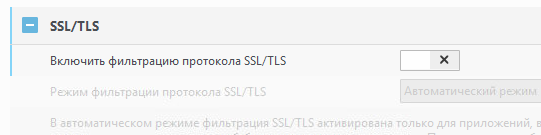 SSL/TLS
Включить фильтрацию протокола SSL/TLS
Режим фильтрации протокола SSL/TLS Автоматический режим
В автоматическом режиме фильтрация SSL/TLS активирована только для приложений, в